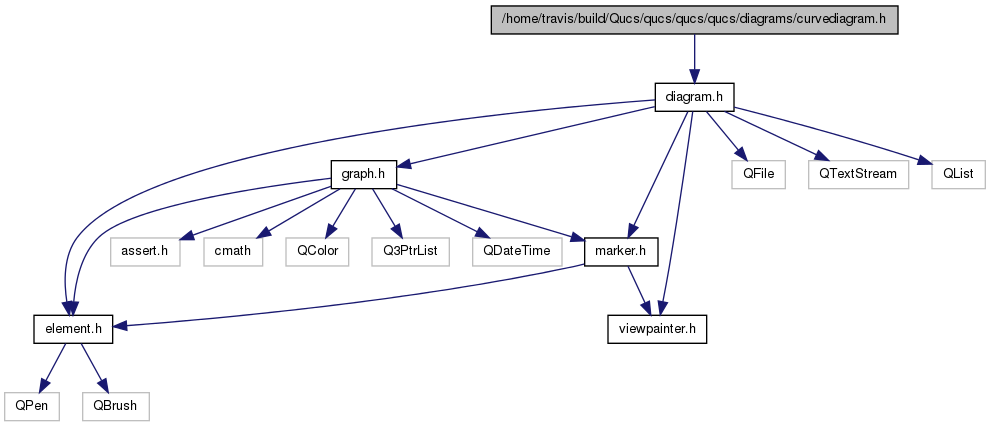 /home/travis/build/Qucs/qucs/qucs/qucs/diagrams/curvediagram.h
diagram.h
graph.h
QFile
QTextStream
QList
assert.h
cmath
QColor
Q3PtrList
QDateTime
marker.h
element.h
viewpainter.h
QPen
QBrush